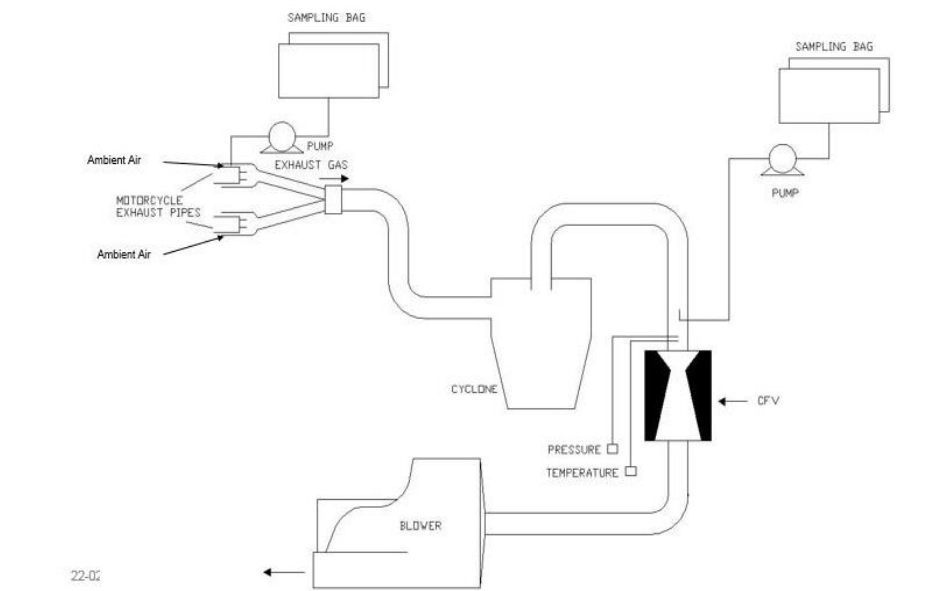 SAMPLING BAG
SAMPLING BAG
PUMP
Ambient Air
EXHAUST GAS
MOTORCYCLE
EXHAUST PIPES
PUMP
Ambient Air
CYCLONE
CFV
PRESSURE
TEMPERATURE
BLOWER